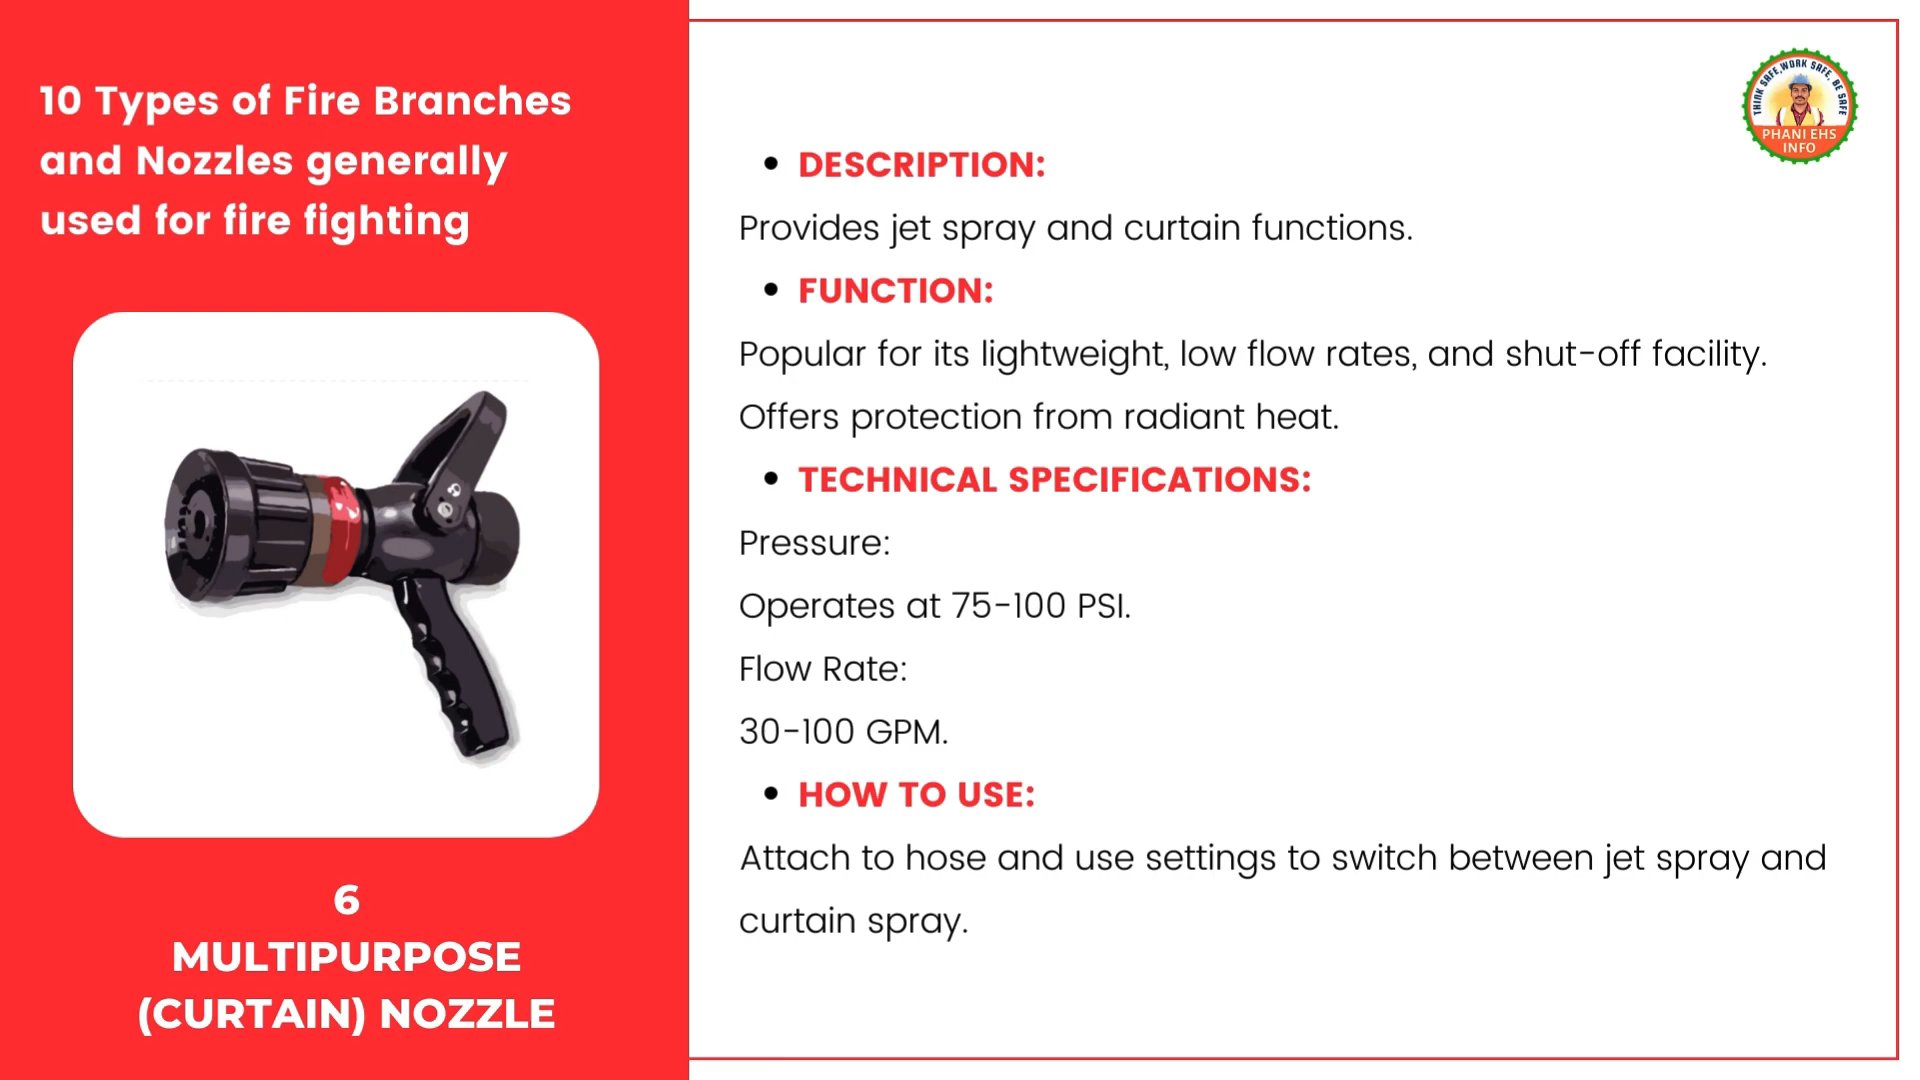 10 Types of Fire Branches
and Nozzles generally
used for fire fighting
6
MULTIPURPOSE
(CURTAIN) NOZZLE
THINK SAFE, WORK SAFE, BE SAFE
PHANI EHS
INFO
• DESCRIPTION:
Provides jet spray and curtain functions.
• FUNCTION:
Popular for its lightweight, low flow rates, and shut-off facility.
Offers protection from radiant heat.
• TECHNICAL SPECIFICATIONS:
Pressure:
Operates at 75-100 PSI.
Flow Rate:
30-100 GPM.
• HOW TO USE:
Attach to hose and use settings to switch between jet spray and
curtain spray.